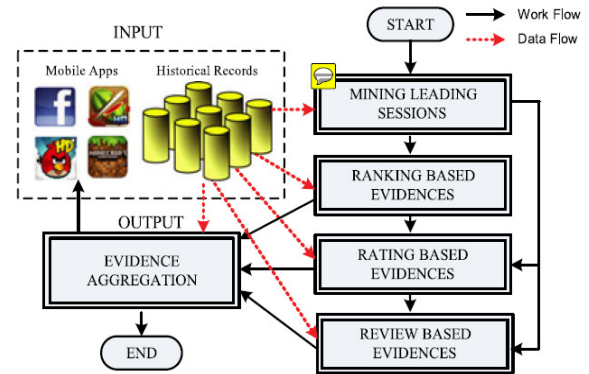 INPUT
START
Work Flow
Data Flow
Mobile Apps
Historical Records
HD
MINING LEADING
SESSIONS
RANKING BASED
EVIDENCES
OUTPUT
EVIDENCE
AGGREGATION
RATING BASED
EVIDENCES
REVIEW BASED
EVIDENCES
END